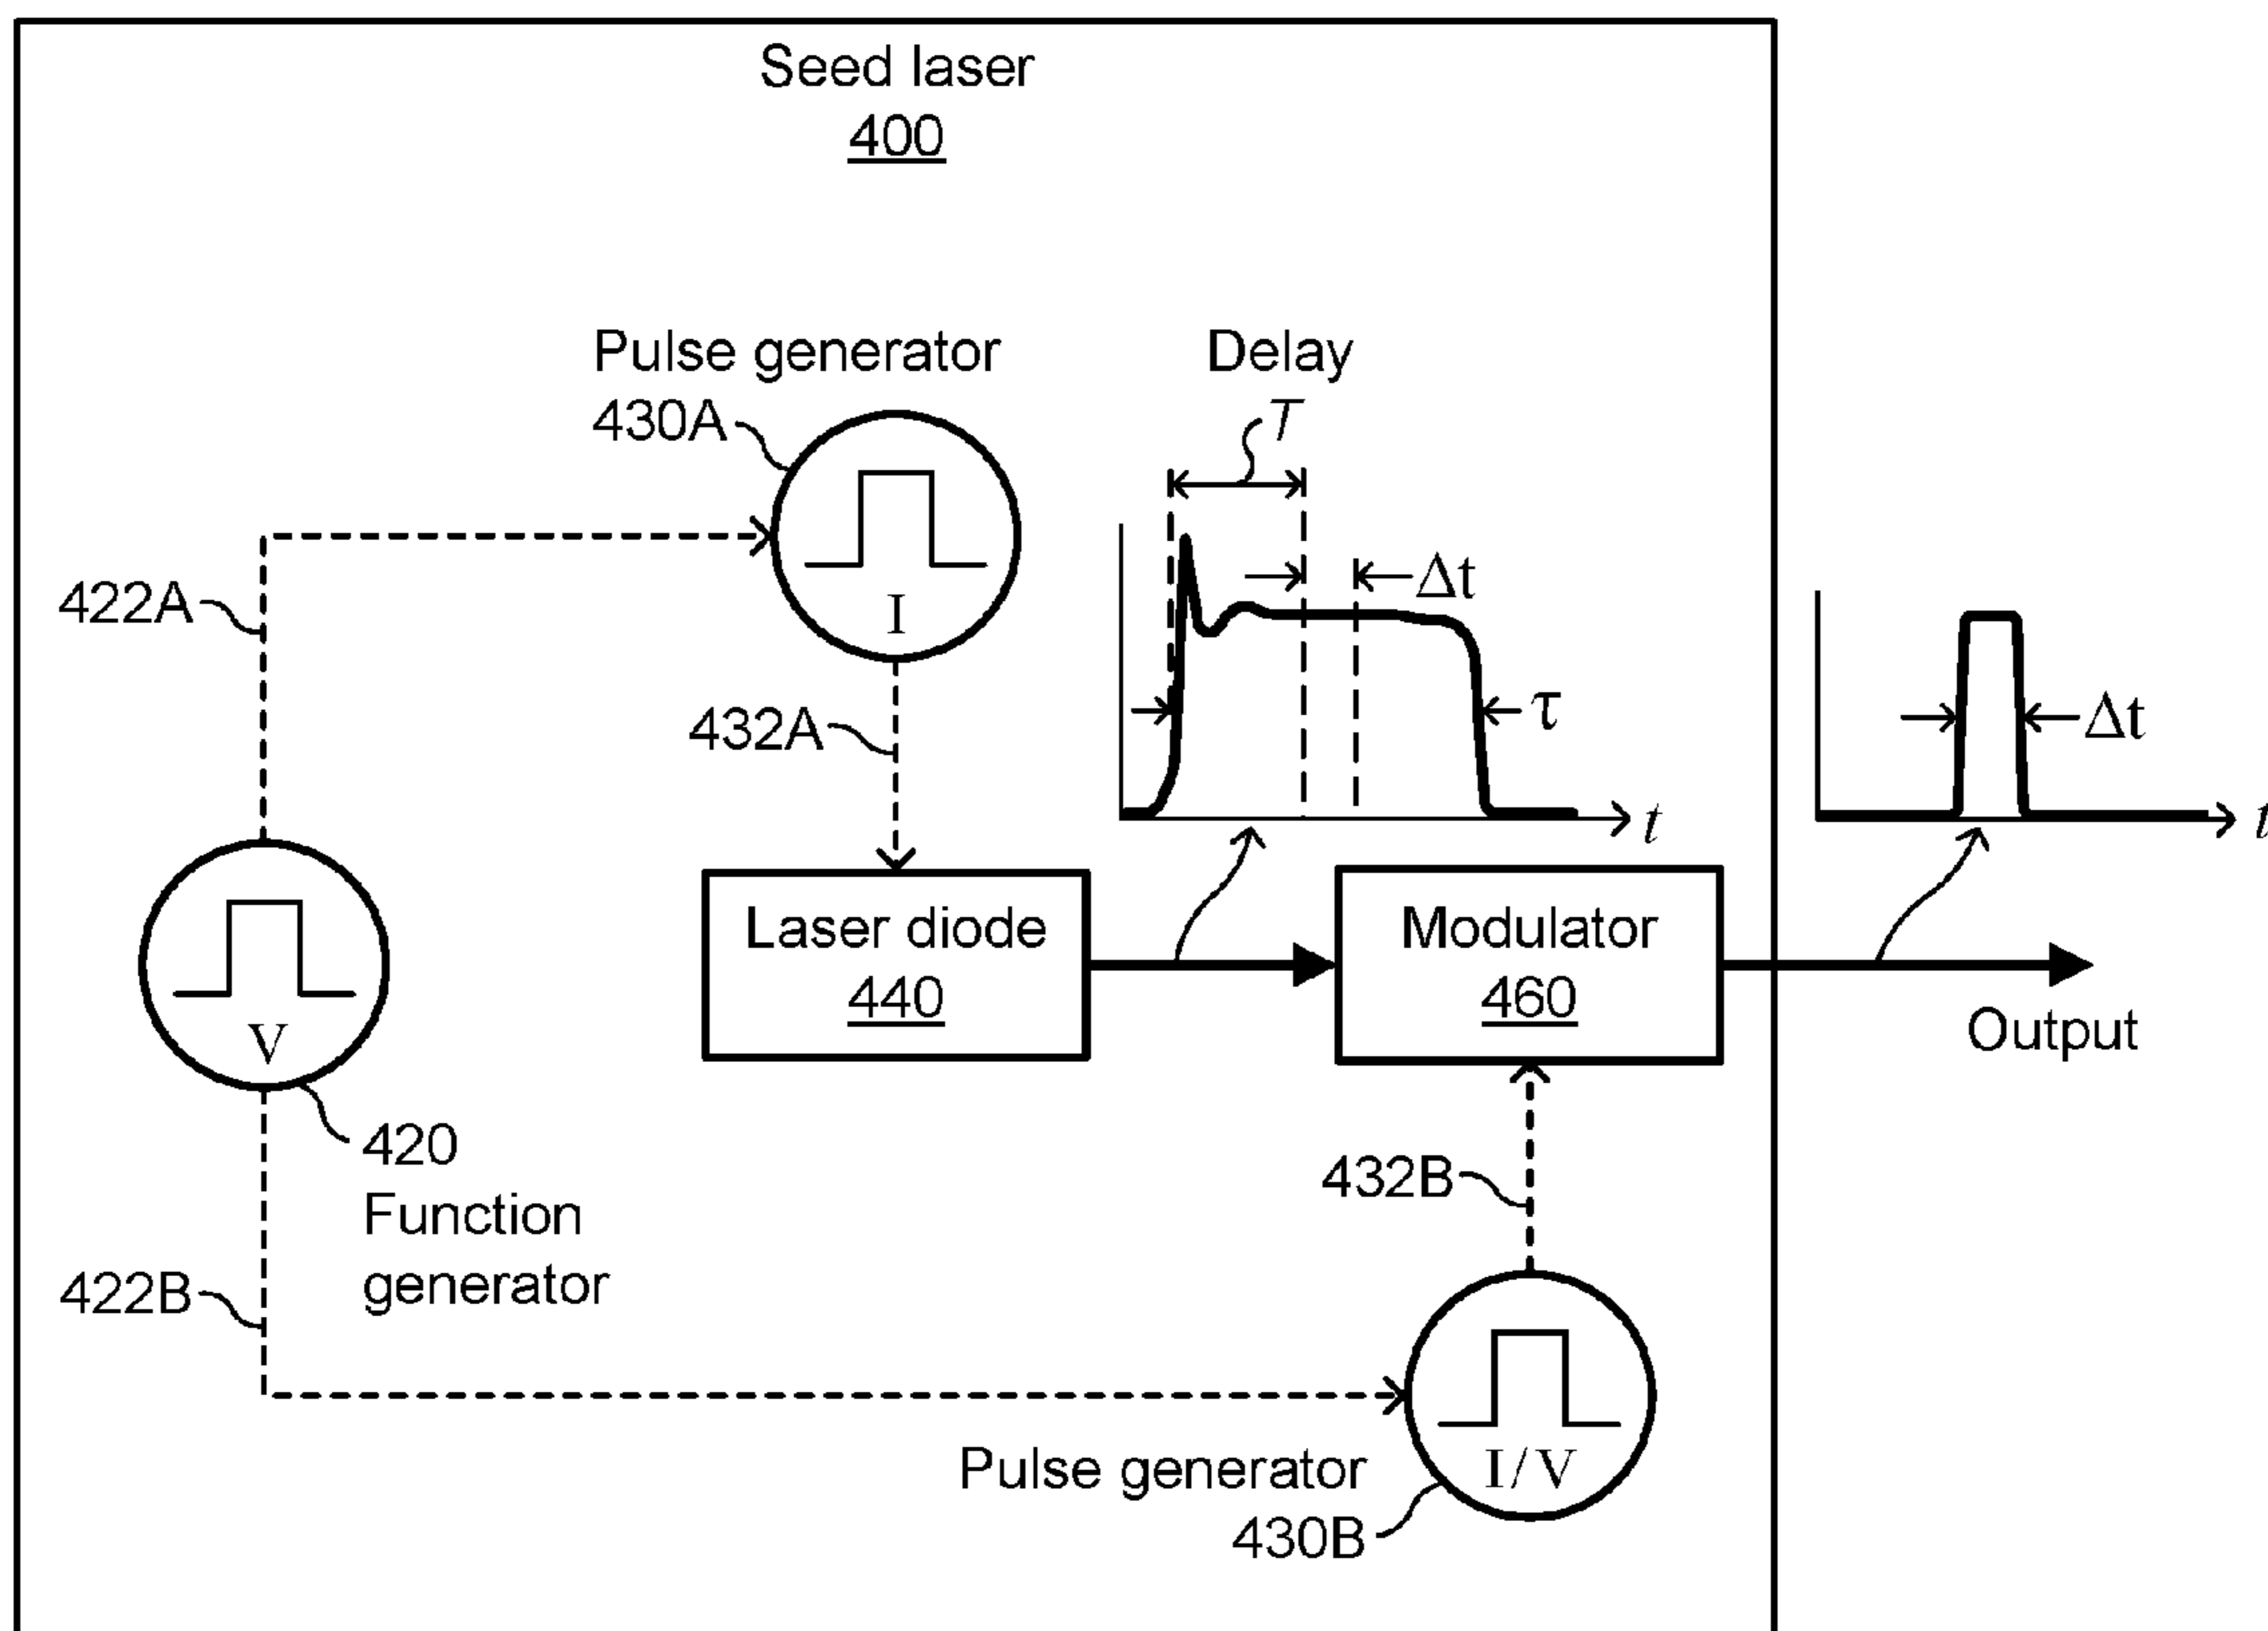 Seed laser
400
Pulse generator
430A
I
Delay
T
Δt
τ
t
422A
432A
Δt
t
Laser diode
440
Modulator
460
Output
V
420
Function
generator
422B
432B
I/V
Pulse generator
430B